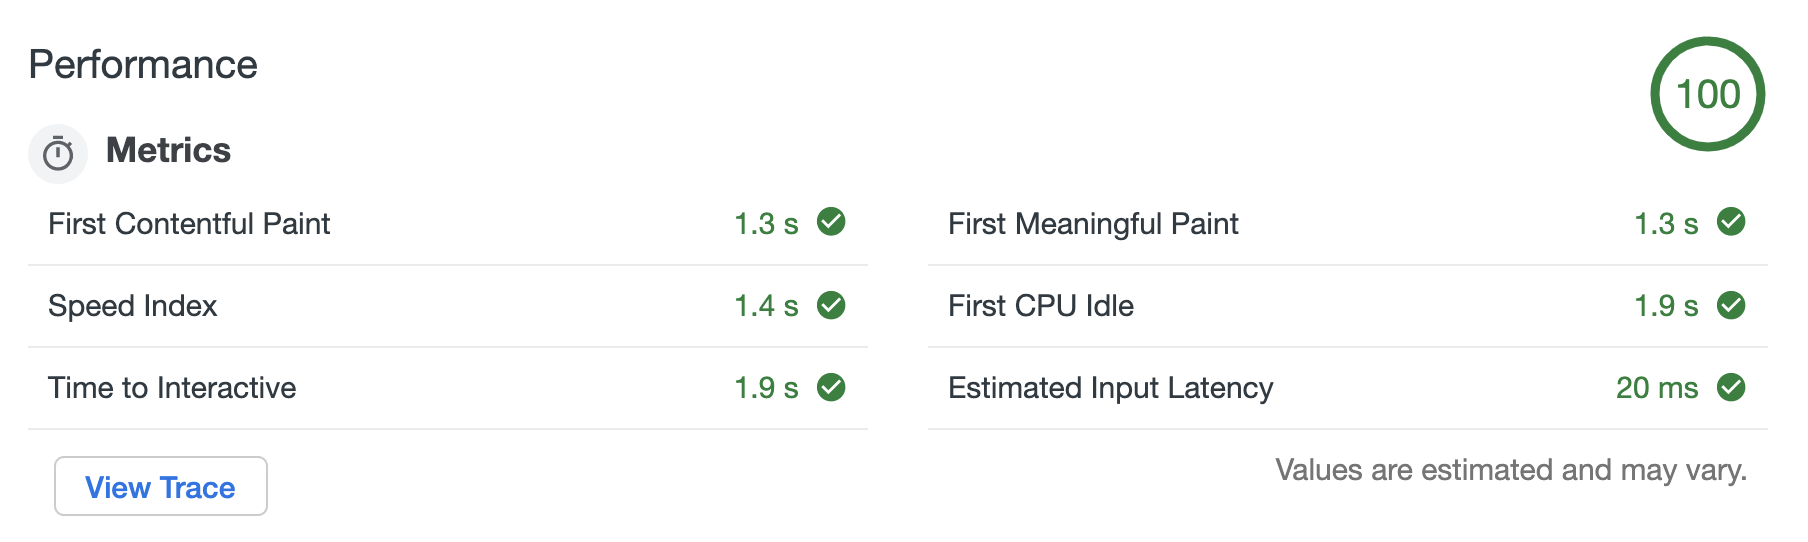 Performance
100
Metrics
First Contentful Paint 1.3 s
First Meaningful Paint 1.3 s
Speed Index 1.4 s
First CPU Idle 1.9 s
Time to Interactive 1.9 s
Estimated Input Latency 20 ms
View Trace
Values are estimated and may vary.